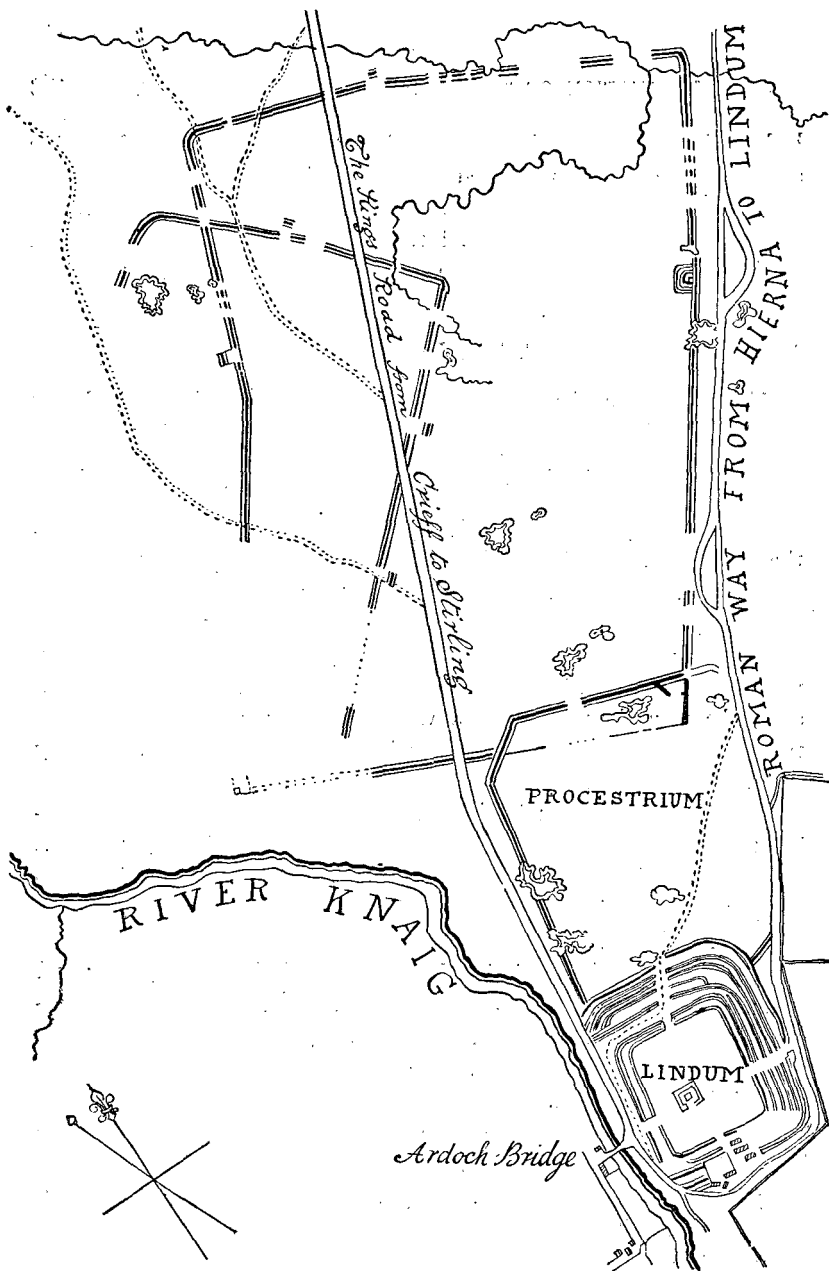 The Kings Road from Crieff to Stirling
ROMAN WAY FROM HIERNA TO LINDUM
PROCESTRIUM
RIVER KNAIG
LINDUM
Ardoch Bridge